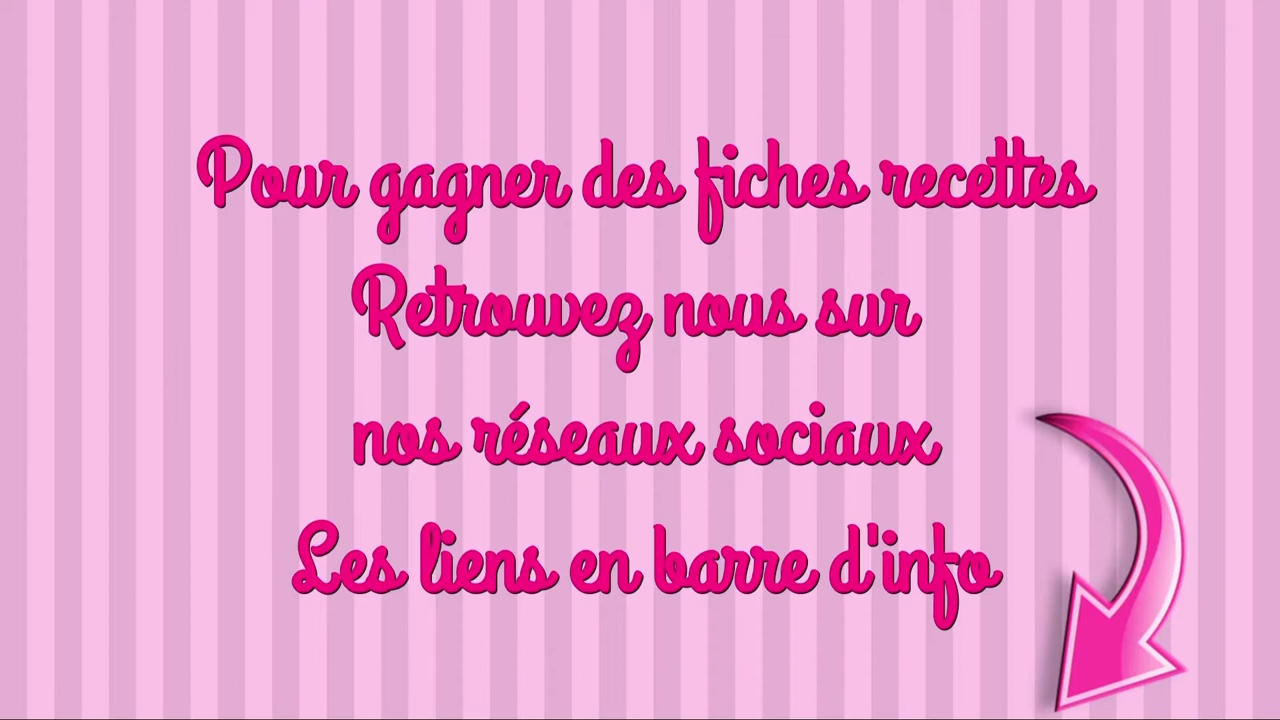 Pour gagner des fiches recettes
Retrouvez nous sur
nos réseaux sociaux
Les liens en barre d'info